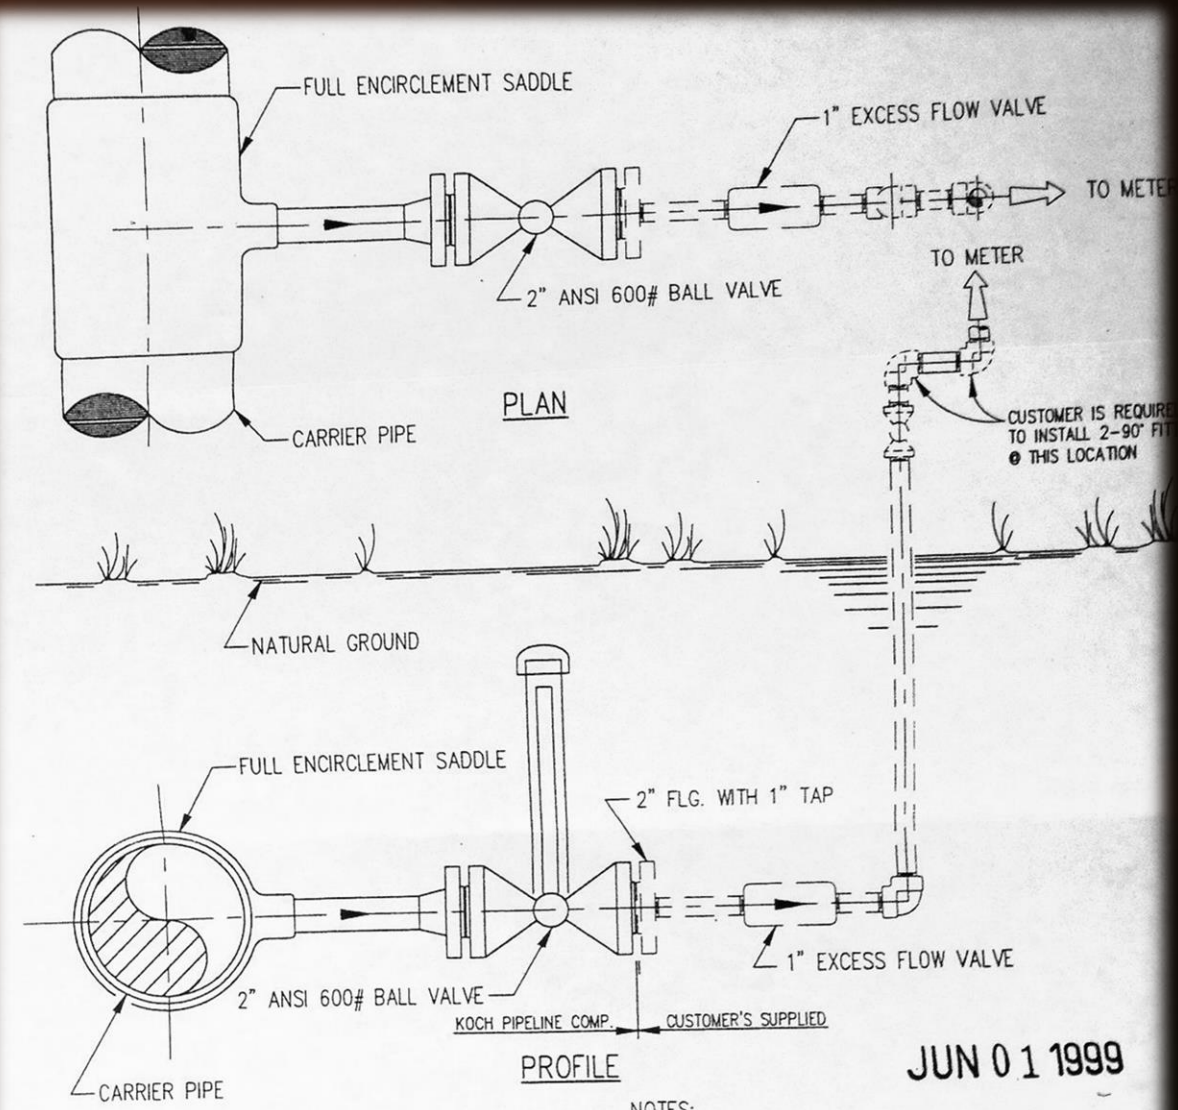 FULL ENCIRCLEMENT SADDLE
1" EXCESS FLOW VALVE
TO METER
2" ANSI 600# BALL VALVE
TO METER
PLAN
CARRIER PIPE
CUSTOMER IS REQUIRE
TO INSTALL 2-90° FIT
@ THIS LOCATION
NATURAL GROUND
FULL ENCIRCLEMENT SADDLE
2" FLG. WITH 1" TAP
1" EXCESS FLOW VALVE
2" ANSI 600# BALL VALVE
KOCH PIPELINE COMP.
CUSTOMER'S SUPPLIED
PROFILE
JUN 01 1999
CARRIER PIPE
NOTES: